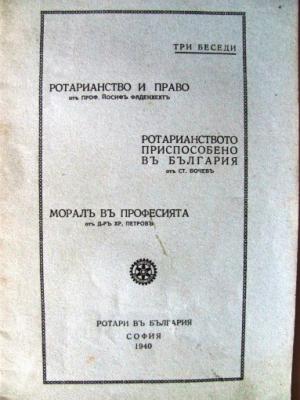 ТРИ БЕСЕДИ
РОТАРИАНСТВО И ПРАВО
отъ ПРОФ. ЙОСИФЪ ФАДЕНХЕХТЪ
РОТАРИАНСТВОТО
ПРИСПОСОБЕНО
ВЪ БЪЛГАРИЯ
отъ СТ. БОЧЕВЪ
МОРАЛЪ ВЪ ПРОФЕСИЯТА
отъ Д-РЪ ХР. ПЕТРОВЪ
РОТАРИ ВЪ БЪЛГАРИЯ
СОФИЯ
1940